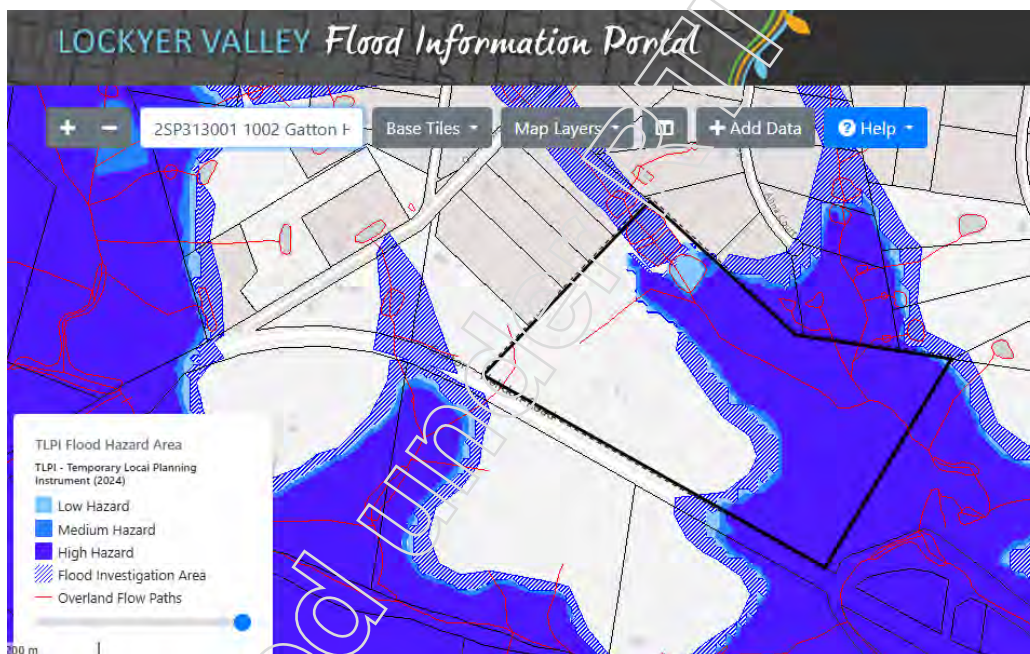 LOCKYER VALLEY Flood Information Portal
+ − 2SP313001 1002 Gatton H Base Tiles Map Layers + Add Data ? Help
TLPI Flood Hazard Area
TLPI - Temporary Local Planning
Instrument (2024)
Low Hazard
Medium Hazard
High Hazard
Flood Investigation Area
Overland Flow Paths
200 m